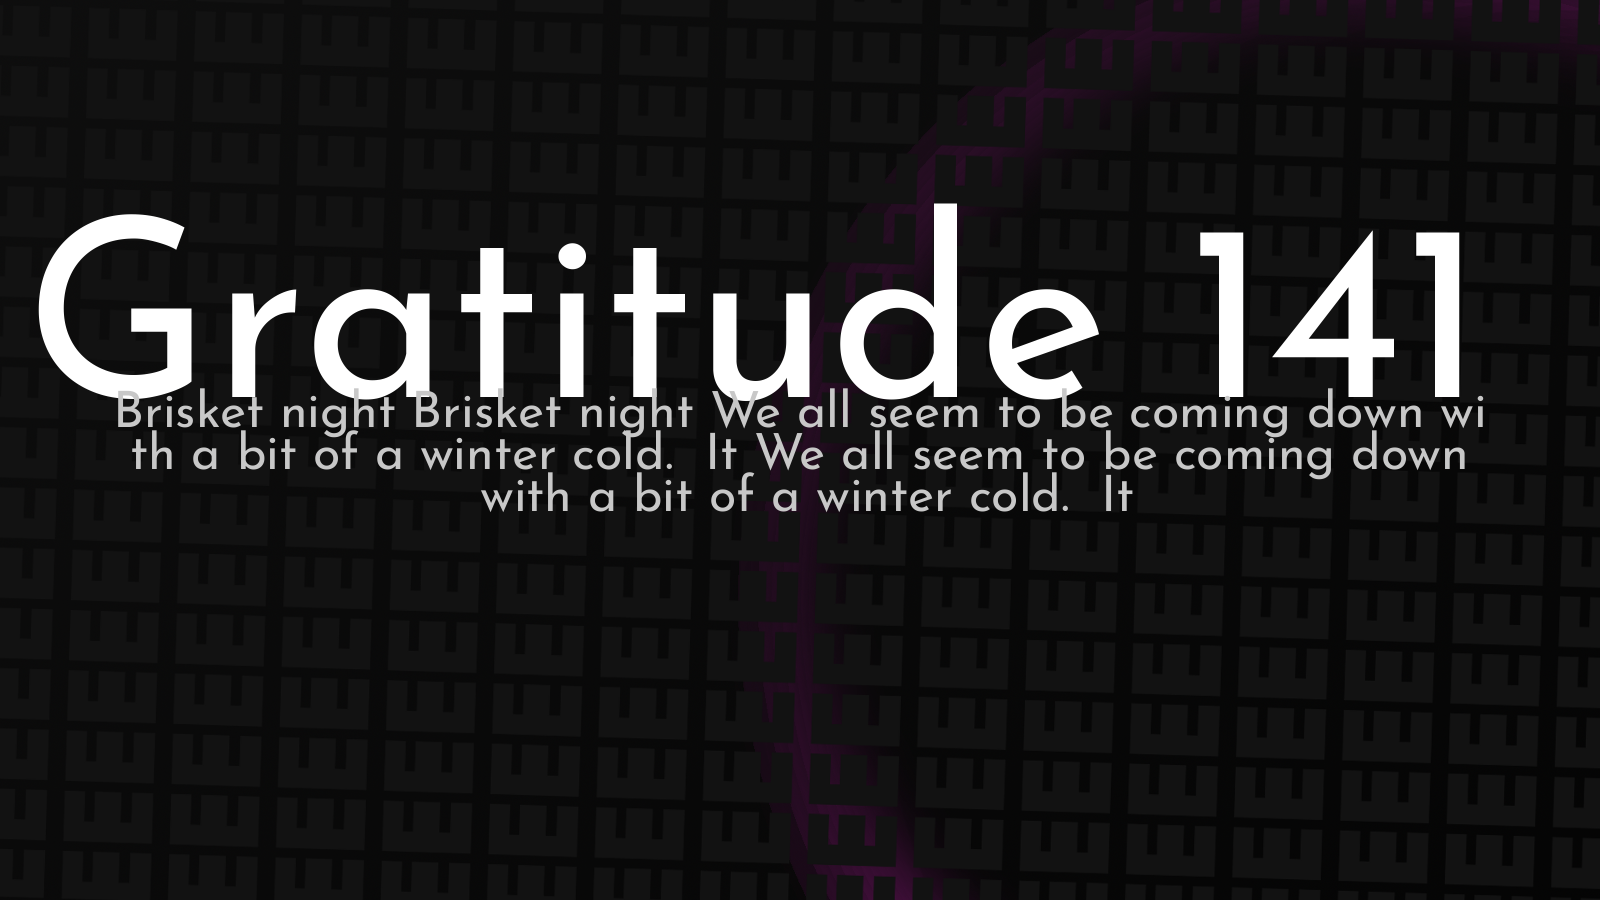 Gratitude 141
Brisket night Brisket night We all seem to be coming down wi
th a bit of a winter cold.  It We all seem to be coming down
with a bit of a winter cold.  It